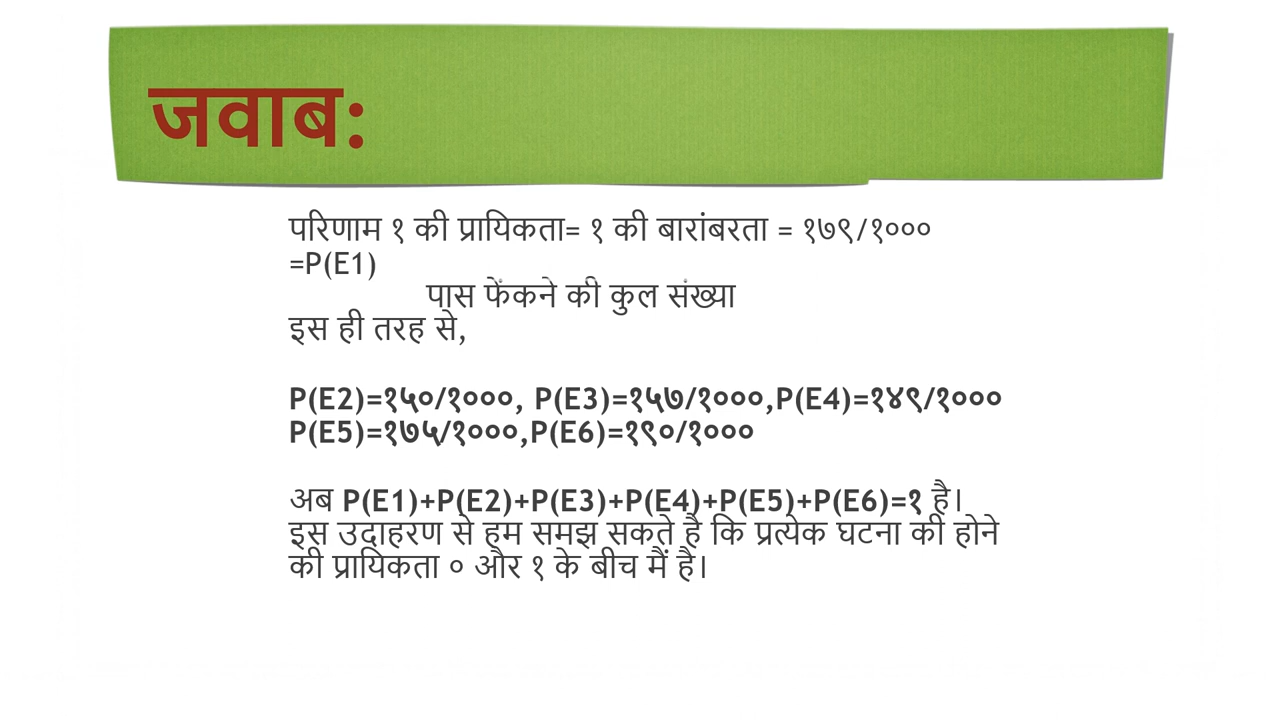 जवाब:
परिणाम १ की प्रायिकता= १ की बारांबरता = १७९/१०००
=P(E1)
पास फेंकने की कुल संख्या
इस ही तरह से,
P(E2)=१५०/१०००, P(E3)=१५७/१०००,P(E4)=१४९/१०००
P(E5)=१७५/१०००,P(E6)=१९०/१०००
अब P(E1)+P(E2)+P(E3)+P(E4)+P(E5)+P(E6)=१ है।
इस उदाहरण से हम समझ सकते है कि प्रत्येक घटना की होने
की प्रायिकता ० और १ के बीच मैं है।